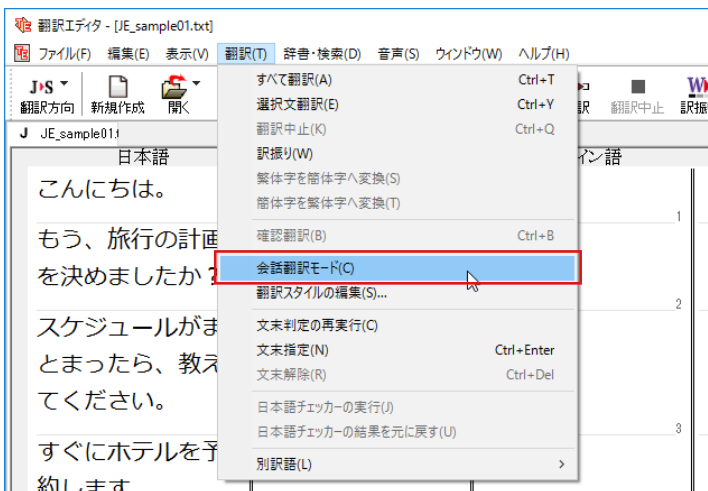 翻訳エディタ - [JE_sample01.txt]
ファイル(F) 編集(E) 表示(V) 翻訳(T) 辞書・検索(D) 音声(S) ウィンドウ(W) ヘルプ(H)
J▶S
翻訳方向 新規作成 開く 翻訳中止
J JE_sample01.
日本語
こんにちは。
1
もう、旅行の計画
を決めましたか?
2
スケジュールがま
とまったら、教え
てください。
3
すぐにホテルを予
約します
すべて翻訳(A) Ctrl+T
選択文翻訳(E) Ctrl+Y
翻訳中止(K) Ctrl+Q
訳振り(W)
繁体字を簡体字へ変換(S)
簡体字を繁体字へ変換(T)
確認翻訳(B) Ctrl+B
会話翻訳モード(C)
翻訳スタイルの編集(S)...
文末判定の再実行(C)
文末指定(N) Ctrl+Enter
文末解除(R) Ctrl+Del
日本語チェッカーの実行(J)
日本語チェッカーの結果を元に戻す(U)
別訳語(L)